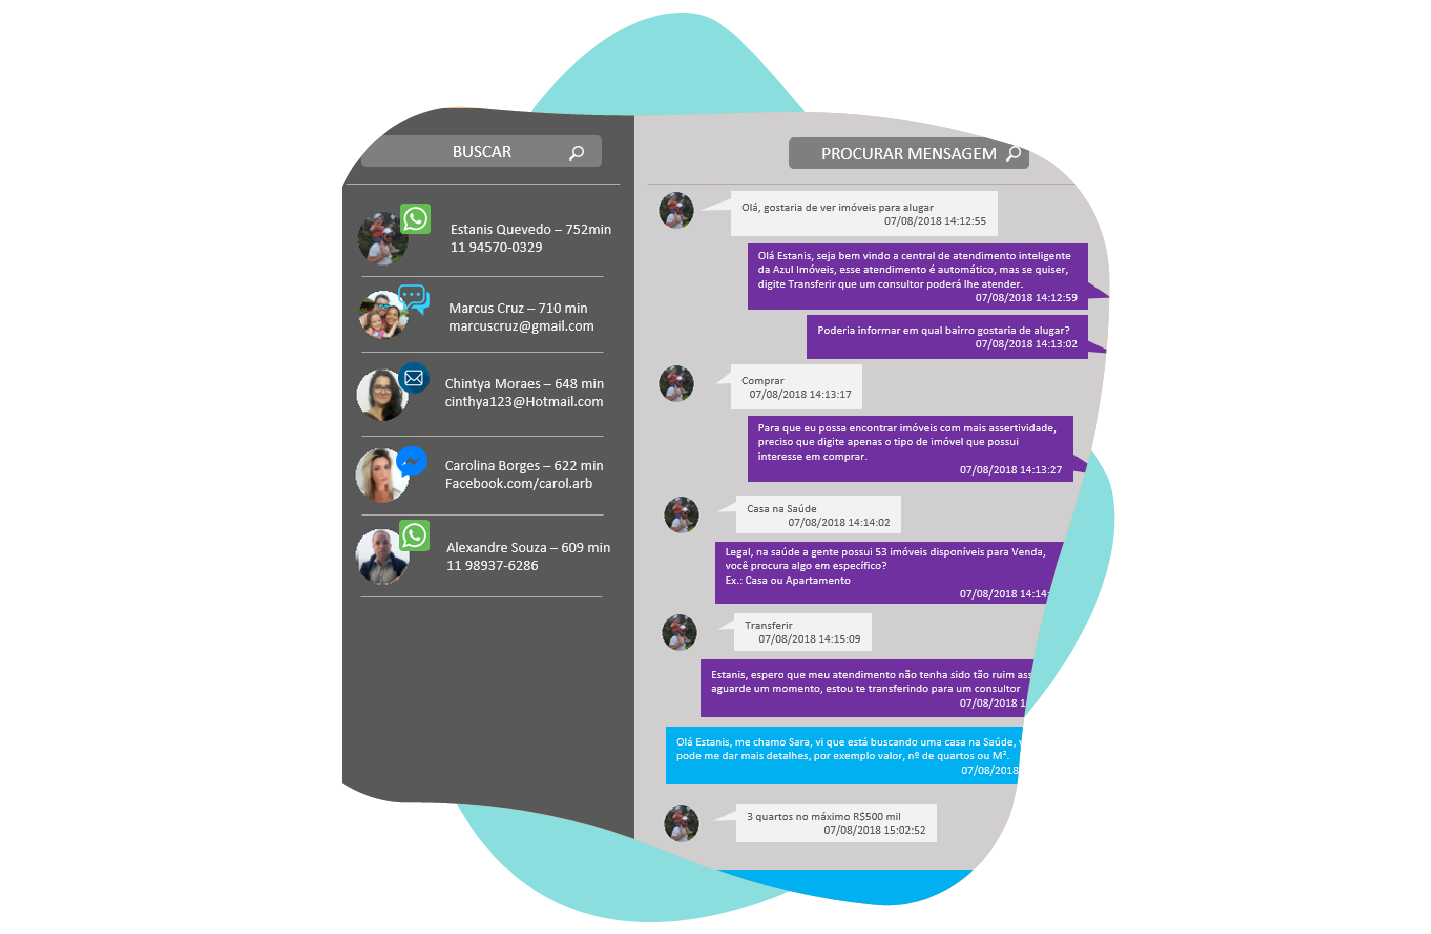 BUSCAR
Estanis Quevedo – 752min
11 94570-0329
Marcus Cruz – 710 min
marcuscruz@gmail.com
Chintya Moraes – 648 min
cinthya123@Hotmail.com
Carolina Borges – 622 min
Facebook.com/carol.arb
Alexandre Souza – 609 min
11 98937-6286
PROCURAR MENSAGEM
Olá, gostaria de ver imóveis para alugar
07/08/2018 14:12:55
Olá Estanis, seja bem vindo a central de atendimento inteligente
da Azul Imóveis, esse atendimento é automático, mas se quiser,
digite Transferir que um consultor poderá lhe atender.
07/08/2018 14:12:59
Poderia informar em qual bairro gostaria de alugar?
07/08/2018 14:13:02
Comprar
07/08/2018 14:13:17
Para que eu possa encontrar imóveis com mais assertividade,
preciso que digite apenas o tipo de imóvel que possui
interesse em comprar.
07/08/2018 14:13:27
Casa na Saúde
07/08/2018 14:14:02
Legal, na saúde a gente possui 53 imóveis disponíveis para Venda,
você procura algo em específico?
Ex.: Casa ou Apartamento
07/08/2018 14:14:
Transferir
07/08/2018 14:15:09
Estanis, espero que meu atendimento não tenha sido tão ruim ass
aguarde um momento, estou te transferindo para um consultor
07/08/2018 1
Olá Estanis, me chamo Sara, vi que está buscando uma casa na Saúde,
pode me dar mais detalhes, por exemplo valor, nº de quartos ou M².
07/08/2018
3 quartos no máximo R$500 mil
07/08/2018 15:02:52